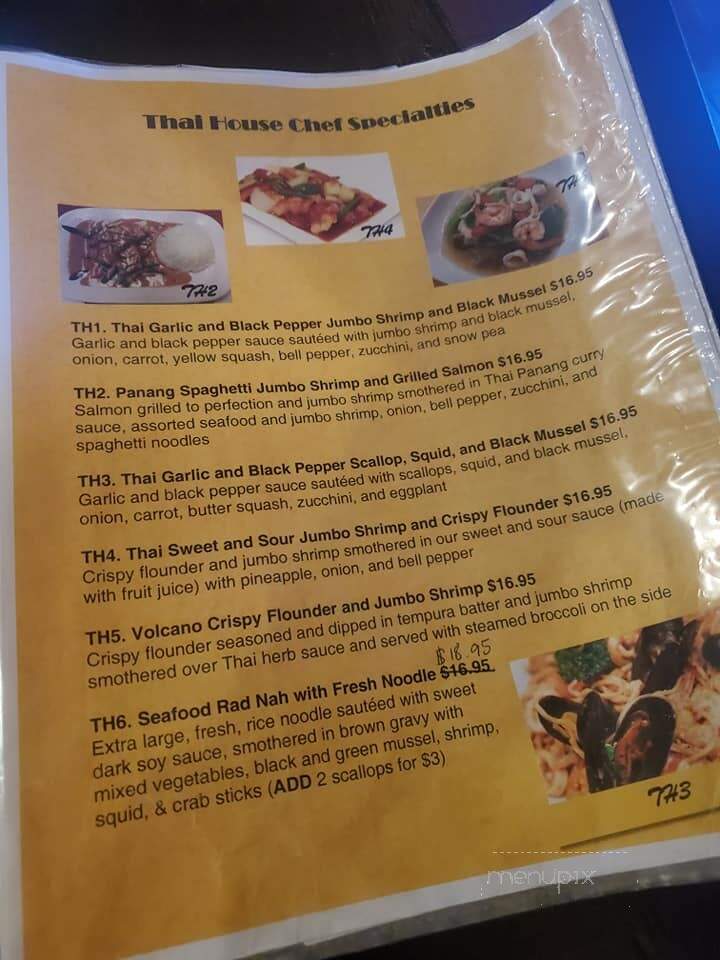 Thai House Chef Specialties
TH4
TH2
TH1. Thai Garlic and Black Pepper Jumbo Shrimp and Black Mussel $16.95
Garlic and black pepper sauce sautéed with jumbo shrimp and black mussel,
onion, carrot, yellow squash, bell pepper, zucchini, and snow pea
TH2. Panang Spaghetti Jumbo Shrimp and Grilled Salmon $16.95
Salmon grilled to perfection and jumbo shrimp smothered in Thai Panang curry
sauce, assorted seafood and jumbo shrimp, onion, bell pepper, zucchini, and
spaghetti noodles
TH3. Thai Garlic and Black Pepper Scallop, Squid, and Black Mussel $16.95
Garlic and black pepper sauce sautéed with scallops, squid, and black mussel,
onion, carrot, butter squash, zucchini, and eggplant
TH4. Thai Sweet and Sour Jumbo Shrimp and Crispy Flounder $16.95
Crispy flounder and jumbo shrimp smothered in our sweet and sour sauce (made
with fruit juice) with pineapple, onion, and bell pepper
TH5. Volcano Crispy Flounder and Jumbo Shrimp $16.95
Crispy flounder seasoned and dipped in tempura batter and jumbo shrimp
smothered over Thai herb sauce and served with steamed broccoli on the side
$18.95
TH6. Seafood Rad Nah with Fresh Noodle $16.95
Extra large, fresh, rice noodle sautéed with sweet
dark soy sauce, smothered in brown gravy with
mixed vegetables, black and green mussel, shrimp,
squid, & crab sticks (ADD 2 scallops for $3)
TH3
menupix